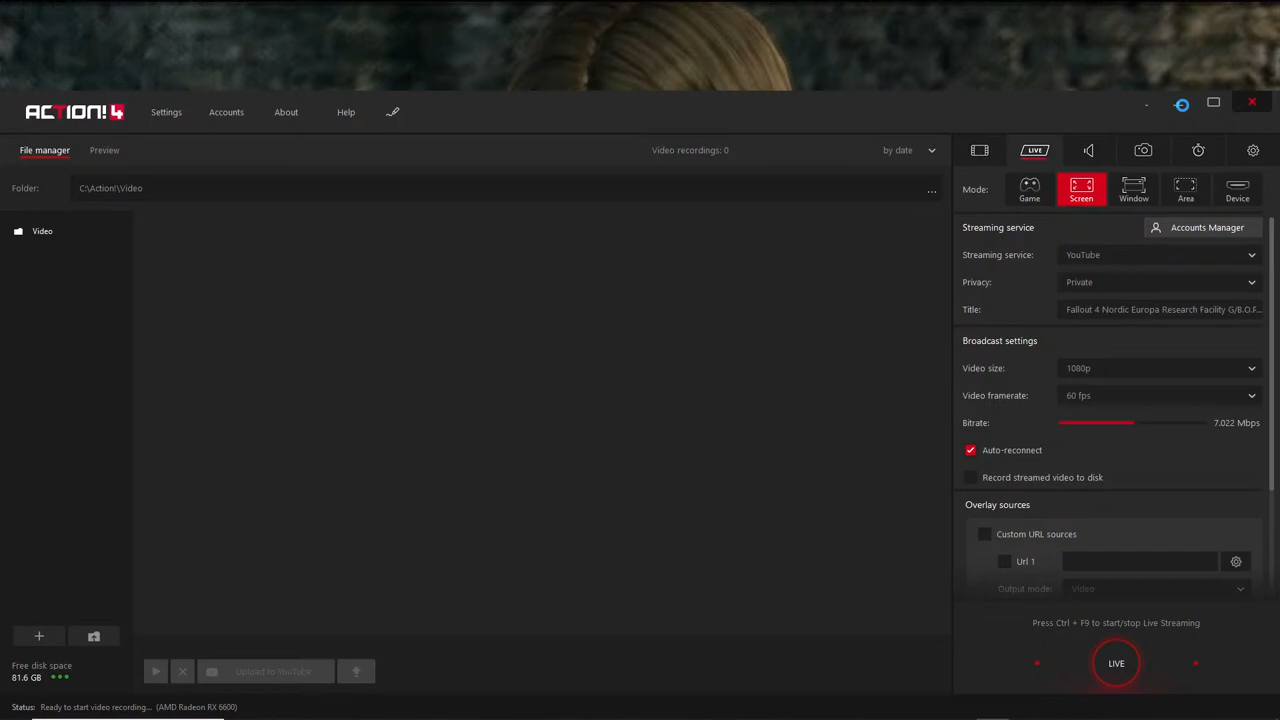 ACTION! 4
Settings
Accounts
About
Help
File manager
Preview
Video recordings: 0
by date
LIVE
Folder:
C:\Action!\Video
...
Mode:
Game
Screen
Window
Area
Device
Video
Streaming service
Accounts Manager
Streaming service:
YouTube
Privacy:
Private
Title:
Fallout 4 Nordic Europa Research Facility G/B.O.F...
Broadcast settings
Video size:
1080p
Video framerate:
60 fps
Bitrate:
7.022 Mbps
Auto-reconnect
Record streamed video to disk
Overlay sources
Custom URL sources
Url 1
Output mode:
Video
Press Ctrl + F9 to start/stop Live Streaming
LIVE
Free disk space
81.6 GB
Upload to YouTube
Status:
Ready to start video recording...
(AMD Radeon RX 6600)